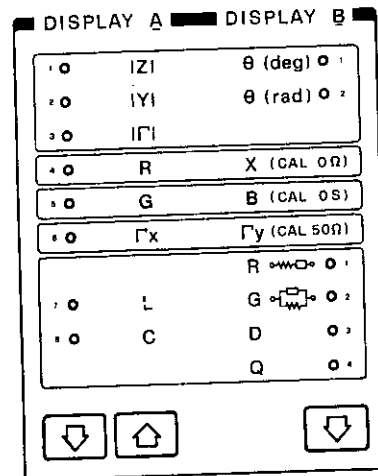 DISPLAY A DISPLAY B
1 |Z| θ (deg) 1
2 |Y| θ (rad) 2
3 |Γ|
4 R X (CAL 0Ω)
5 G B (CAL 0S)
6 Γx Γy (CAL 50Ω)
R 1
7 L G 2
8 C D 3
Q 4